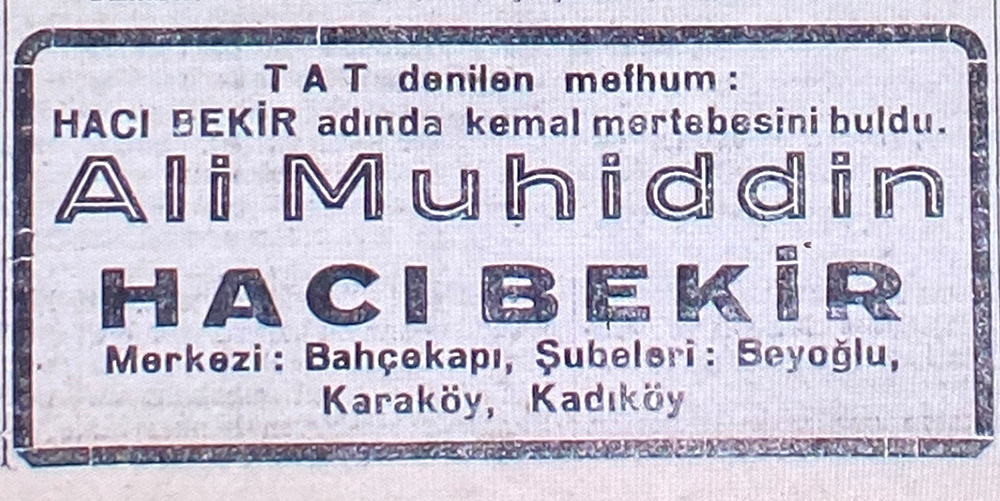 TAT denilen mefhum:
HACI BEKİR adında kemal mertebesini buldu.
Ali Muhiddin
HACI BEKİR
Merkezi: Bahçekapı, Şubeleri: Beyoğlu,
Karaköy, Kadıköy